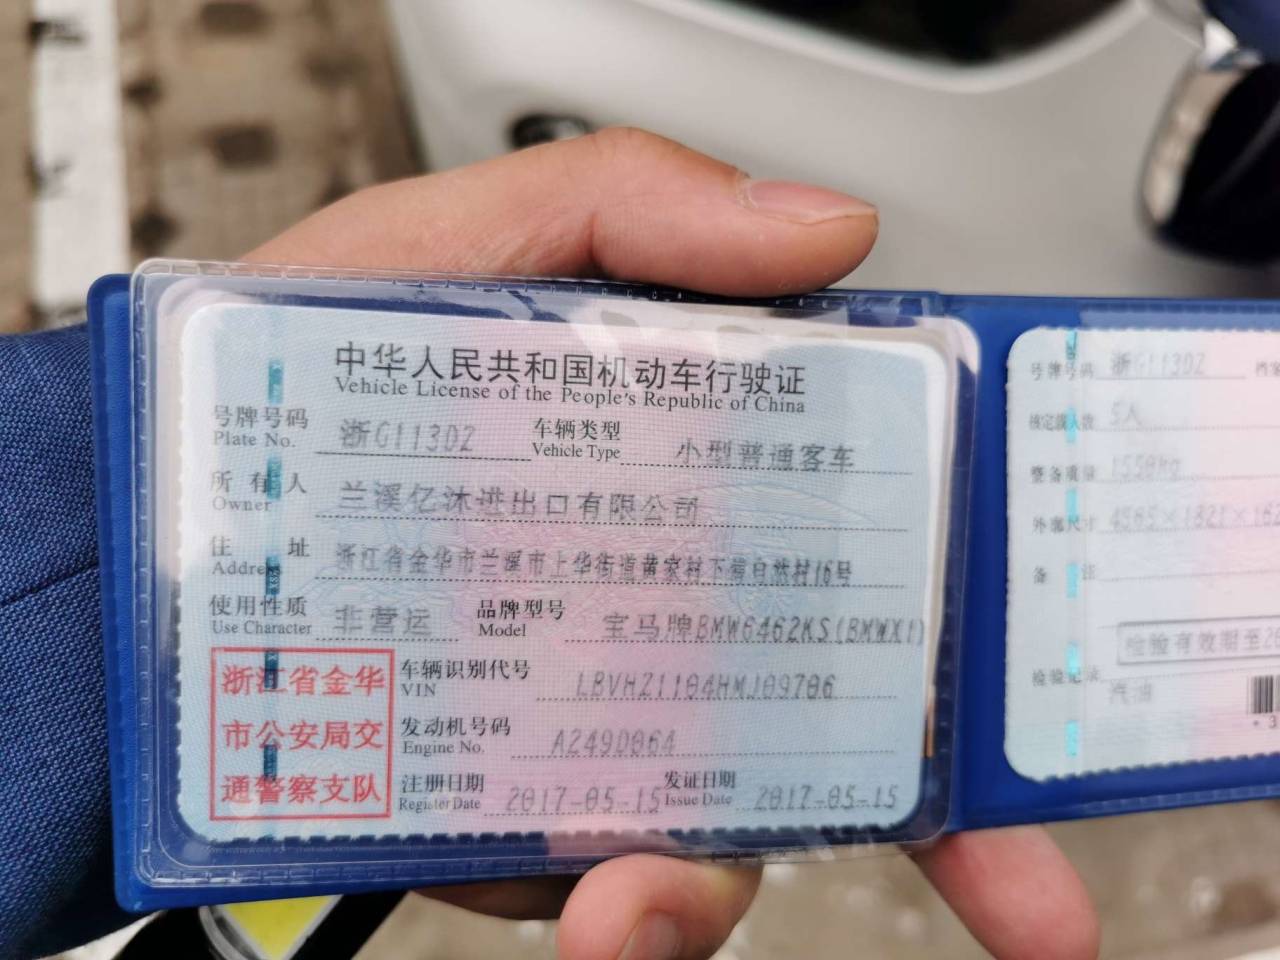 中华人民共和国机动车行驶证
Vehicle License of the People's Republic of China
号牌号码 浙G113D2 车辆类型 小型普通客车
Plate No. Vehicle Type
所有人 兰溪亿沐进出口有限公司
Owner
住址 浙江省金华市兰溪市上华街道黄家村下 自然村16号
Address
使用性质 非营运 品牌型号 宝马牌BMW6462KS(BMWX1)
Use Character Model
浙江省金华
市公安局交
通警察支队
车辆识别代号 LBVHZ1104HMJ09706
VIN
发动机号码 A249D064
Engine No.
注册日期 2017-05-15 发证日期 2017-05-15
Register Date Issue Date
号牌号码 浙G113D2 档案
核定载人数 5人
整备质量 1550kg
外廓尺寸 4565×1821×16
备注
检验有效期至20
检验记录
汽油